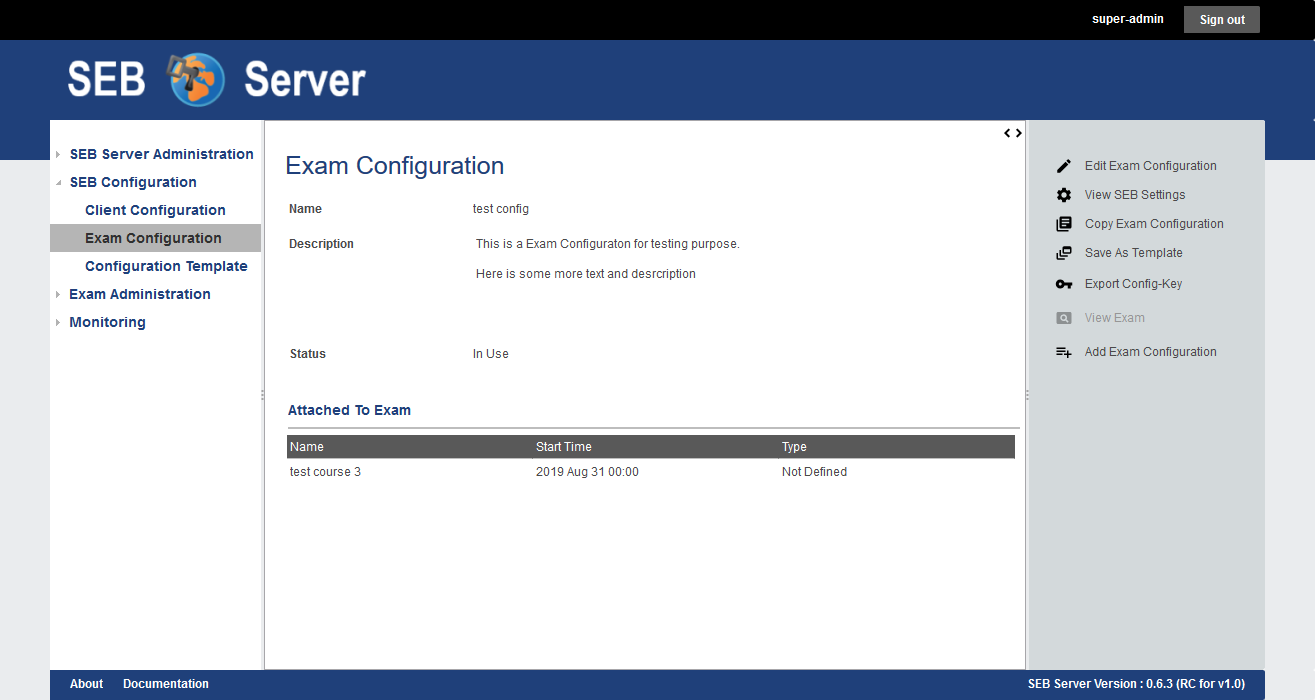 super-admin
Sign out
SEB Server
SEB Server Administration
SEB Configuration
Client Configuration
Exam Configuration
Configuration Template
Exam Administration
Monitoring
Exam Configuration
Name test config
Description This is a Exam Configuraton for testing purpose.
Here is some more text and desrcription
Status In Use
Attached To Exam
Name Start Time Type
test course 3 2019 Aug 31 00:00 Not Defined
Edit Exam Configuration
View SEB Settings
Copy Exam Configuration
Save As Template
Export Config-Key
View Exam
Add Exam Configuration
About Documentation
SEB Server Version : 0.6.3 (RC for v1.0)